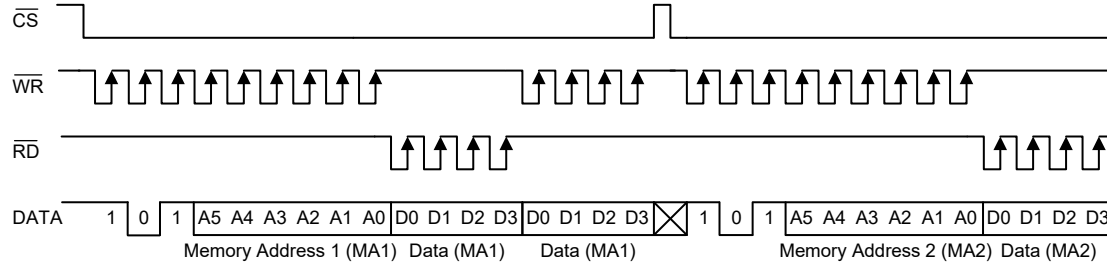 CS
WR
RD
DATA 1 0 1 A5 A4 A3 A2 A1 A0 D0 D1 D2 D3 D0 D1 D2 D3 1 0 1 A5 A4 A3 A2 A1 A0 D0 D1 D2 D3
Memory Address 1 (MA1) Data (MA1) Data (MA1) Memory Address 2 (MA2) Data (MA2)